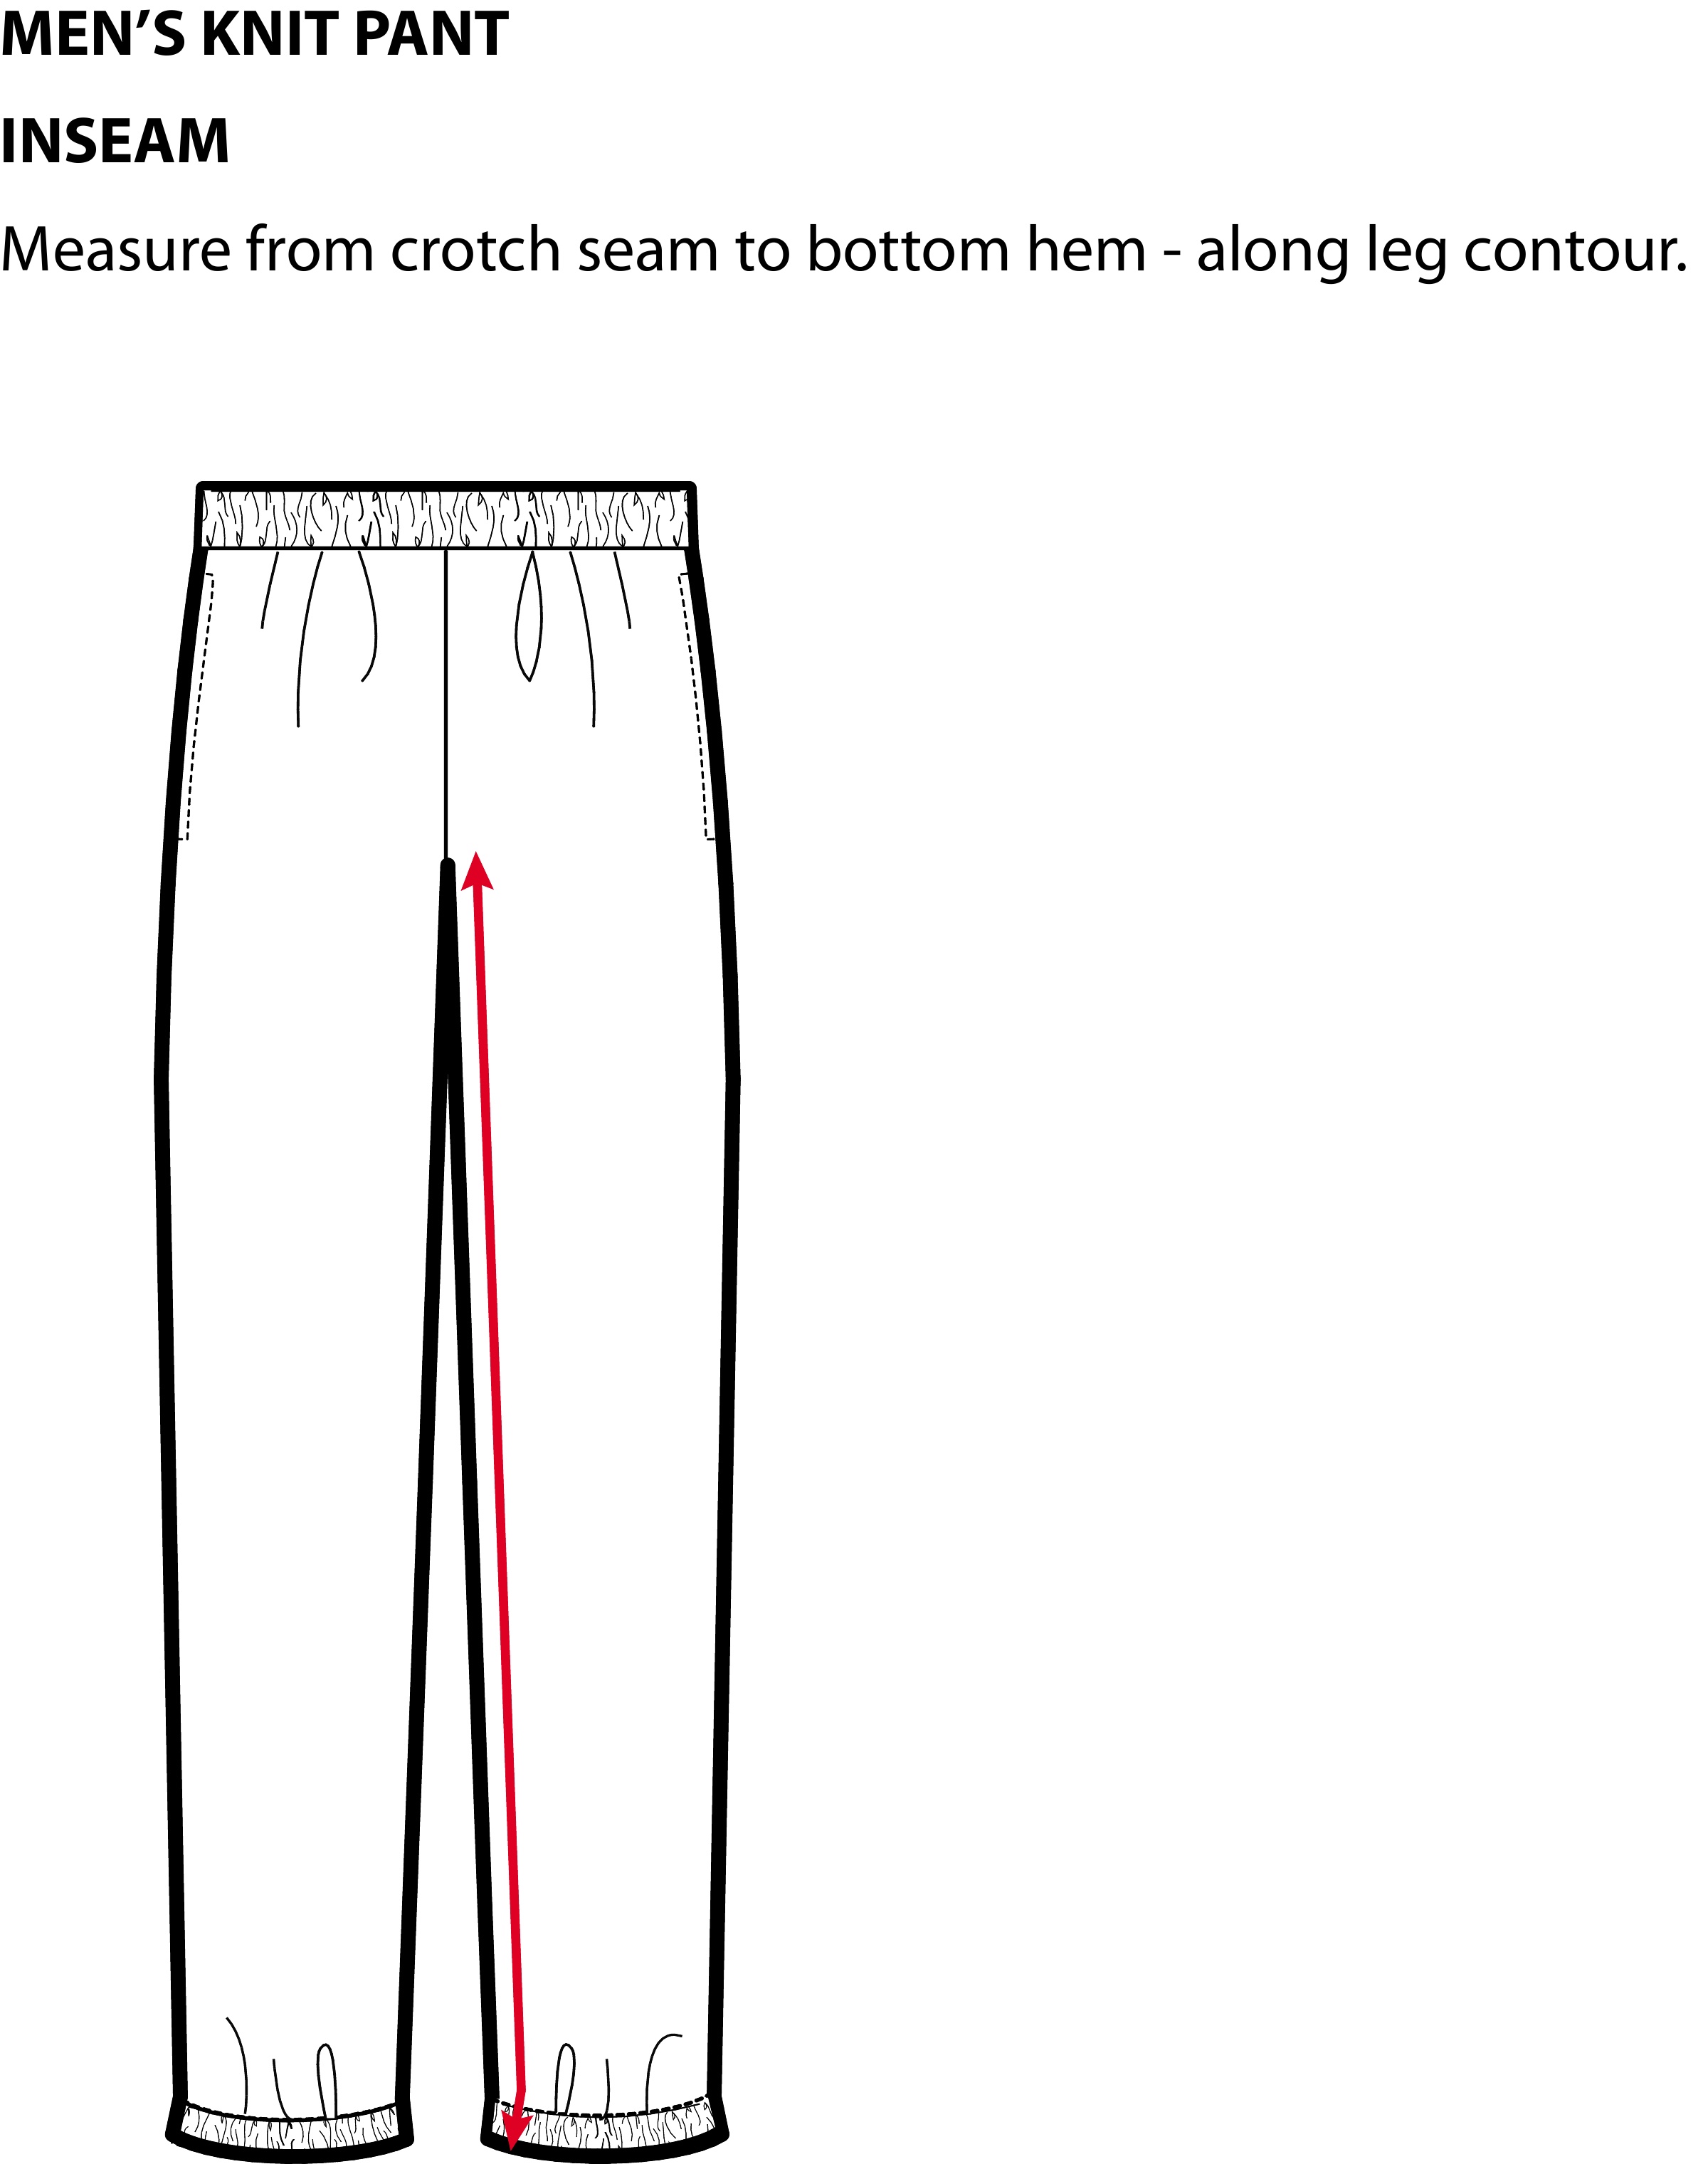 MEN’S KNIT PANT
INSEAM
Measure from crotch seam to bottom hem - along leg contour.